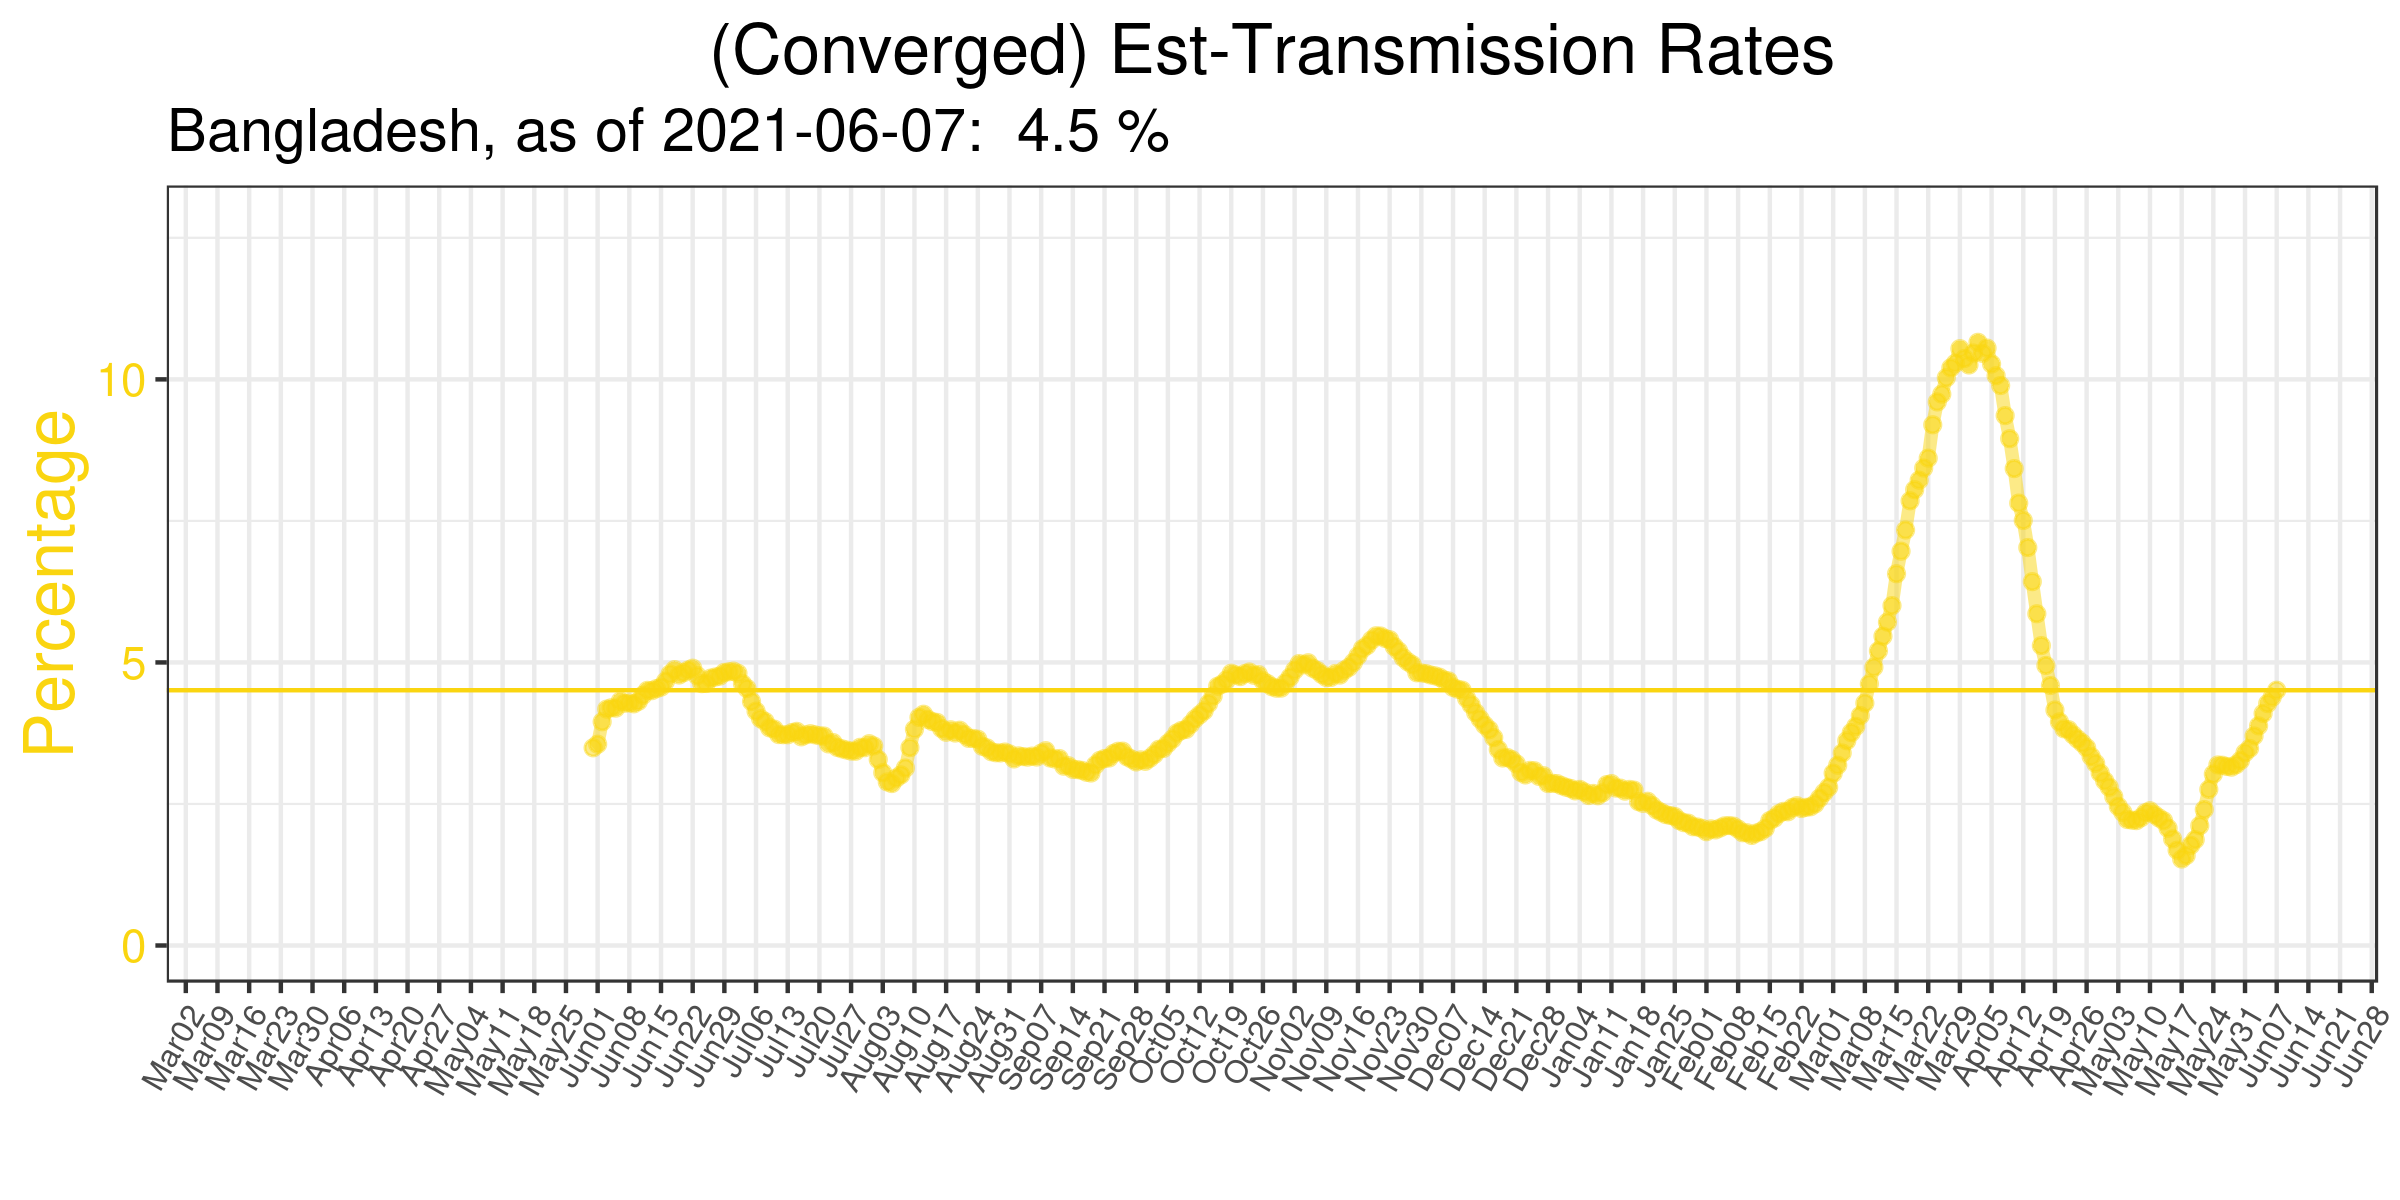 (Converged) Est-Transmission Rates
Bangladesh, as of 2021-06-07: 4.5 %
Percentage
10
5
0
Mar02
Mar09
Mar16
Mar23
Mar30
Apr06
Apr13
Apr20
Apr27
May04
May11
May18
May25
Jun01
Jun08
Jun15
Jun22
Jun29
Jul06
Jul13
Jul20
Jul27
Aug03
Aug10
Aug17
Aug24
Aug31
Sep07
Sep14
Sep21
Sep28
Oct05
Oct12
Oct19
Oct26
Nov02
Nov09
Nov16
Nov23
Nov30
Dec07
Dec14
Dec21
Dec28
Jan04
Jan11
Jan18
Jan25
Feb01
Feb08
Feb15
Feb22
Mar01
Mar08
Mar15
Mar22
Mar29
Apr05
Apr12
Apr19
Apr26
May03
May10
May17
May24
May31
Jun07
Jun14
Jun21
Jun28